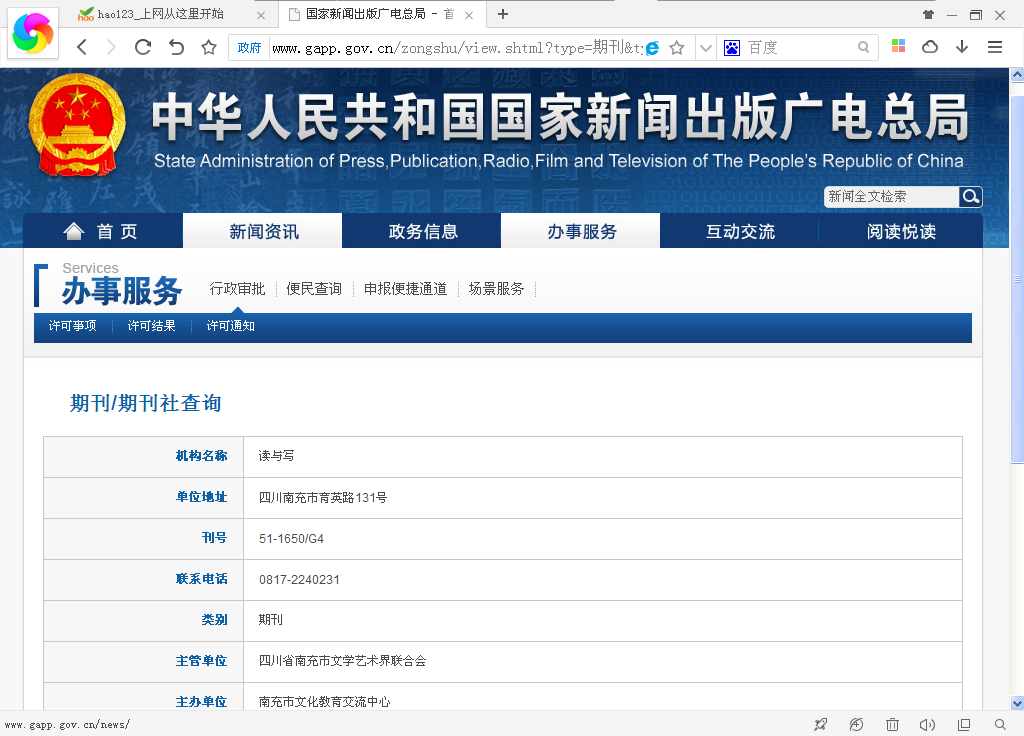 hao123_上网从这里开始
国家新闻出版广电总局 - 首
政府
www.gapp.gov.cn/zongshu/view.shtml?type=期刊&t
百度
中华人民共和国国家新闻出版广电总局
State Administration of Press,Publication,Radio,Film and Television of The People's Republic of China
新闻全文检索
首 页
新闻资讯
政务信息
办事服务
互动交流
阅读悦读
Services
办事服务
行政审批
便民查询
申报便捷通道
场景服务
许可事项
许可结果
许可通知
期刊/期刊社查询
机构名称 读与写
单位地址 四川南充市育英路131号
刊号 51-1650/G4
联系电话 0817-2240231
类别 期刊
主管单位 四川省南充市文学艺术界联合会
主办单位 南充市文化教育交流中心
www.gapp.gov.cn/news/